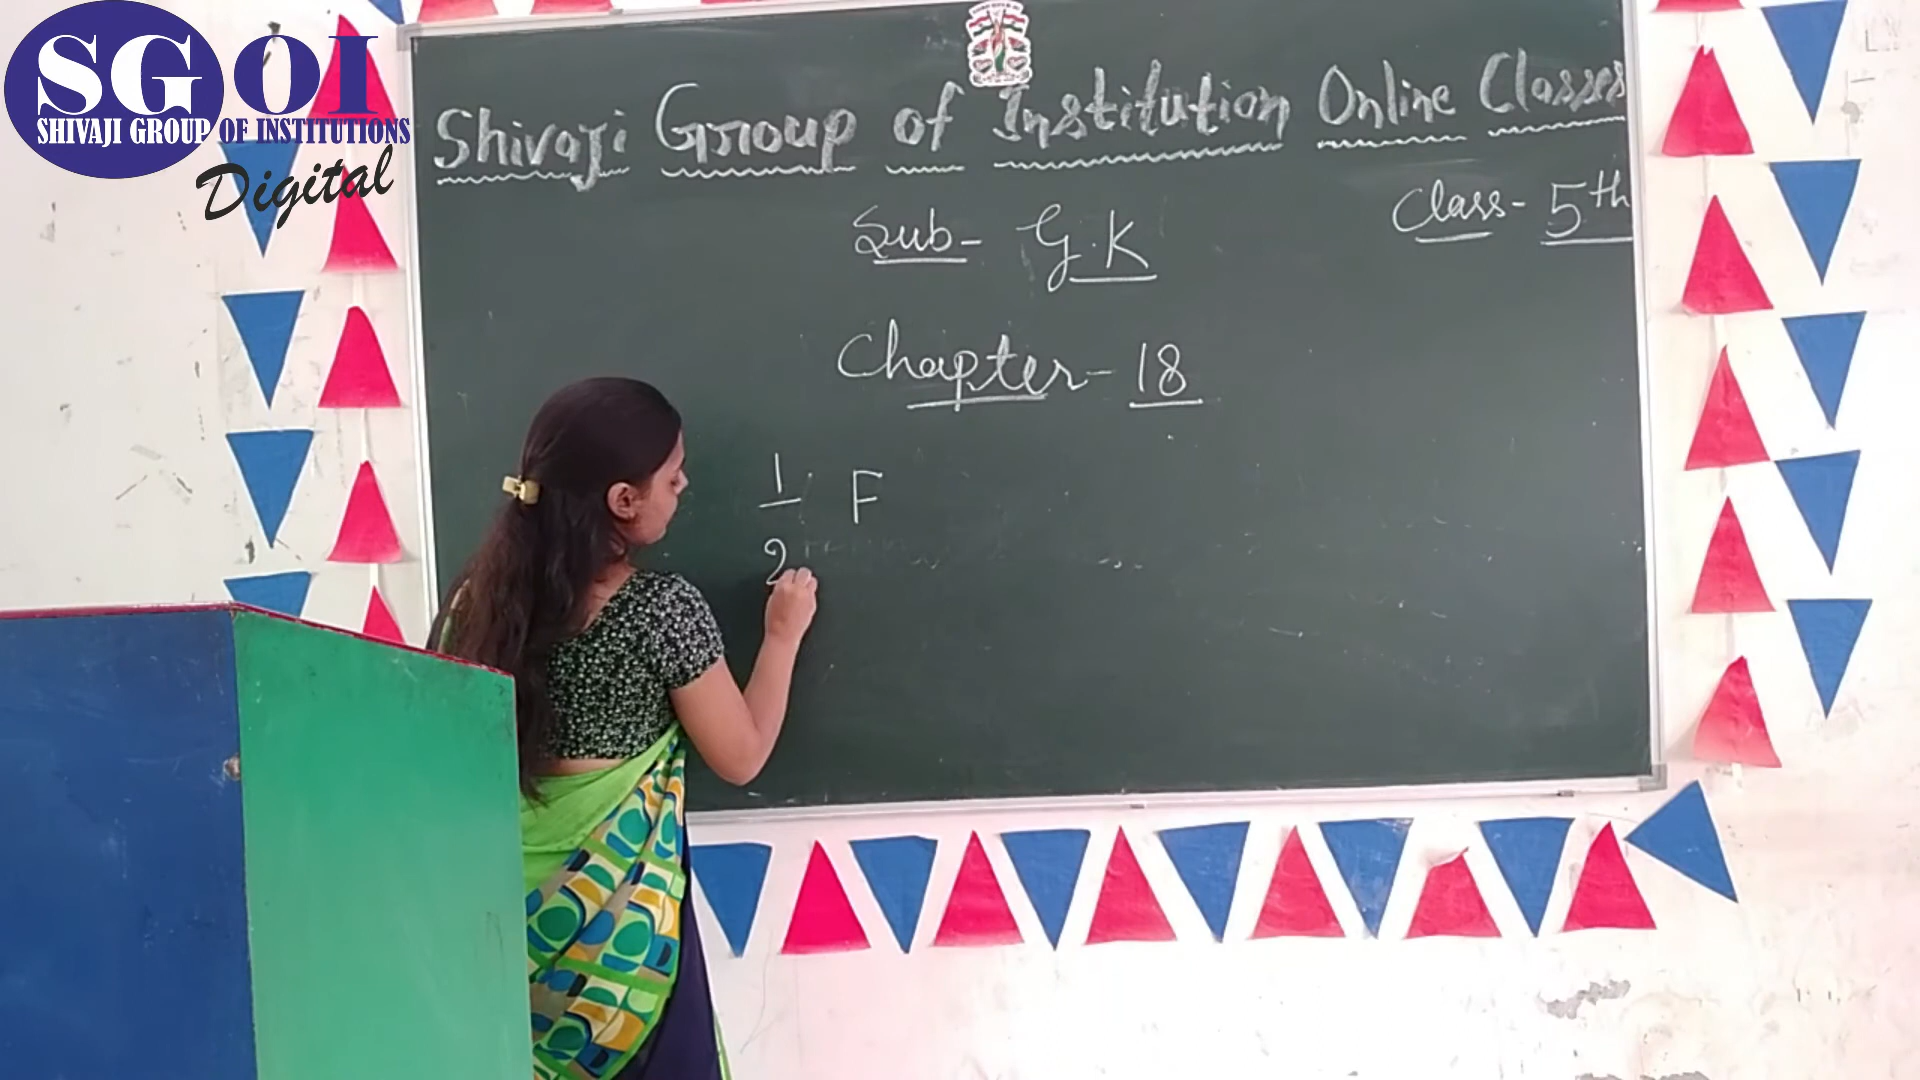 SGOI
SHIVAJI GROUP OF INSTITUTIONS
Digital
Shivaji Group of Institution Online Classes
Class- 5th
Sub- G.K
Chapter- 18
1 F
2